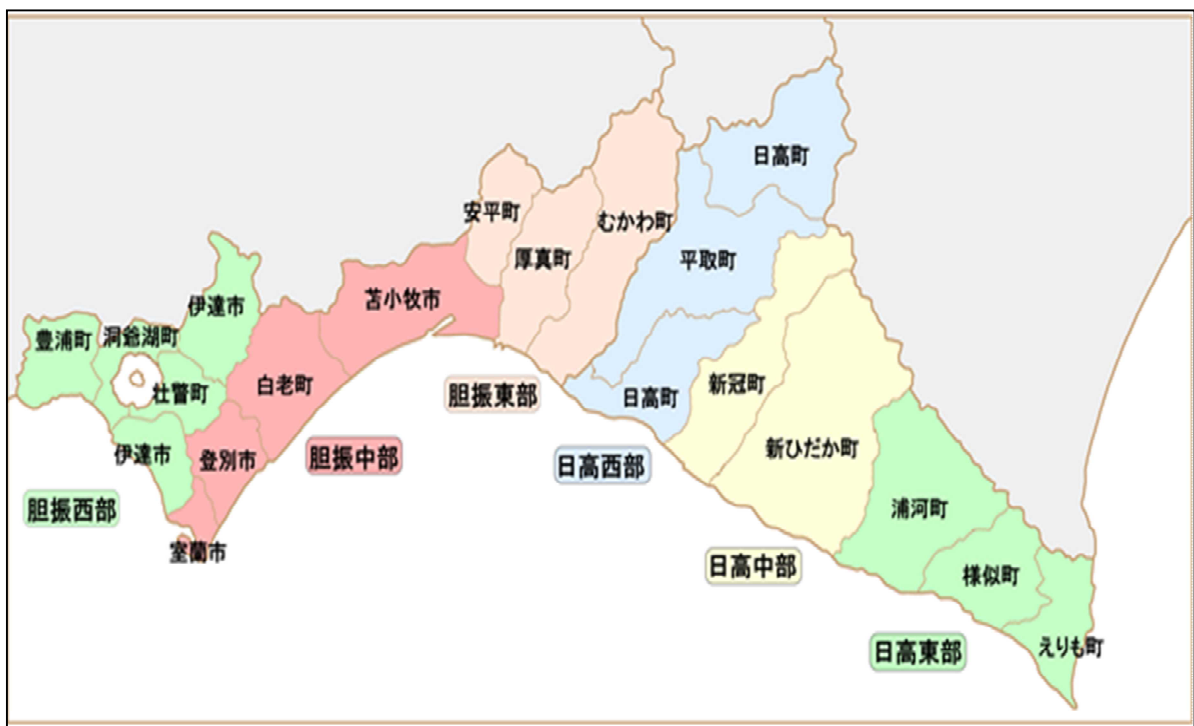 日高町
安平町
むかわ町
厚真町
平取町
伊達市
苫小牧市
豊浦町
洞爺湖町
壮瞥町
白老町
胆振東部
日高町
新冠町
伊達市
登別市
胆振中部
日高西部
新ひだか町
胆振西部
浦河町
室蘭市
日高中部
様似町
日高東部
えりも町